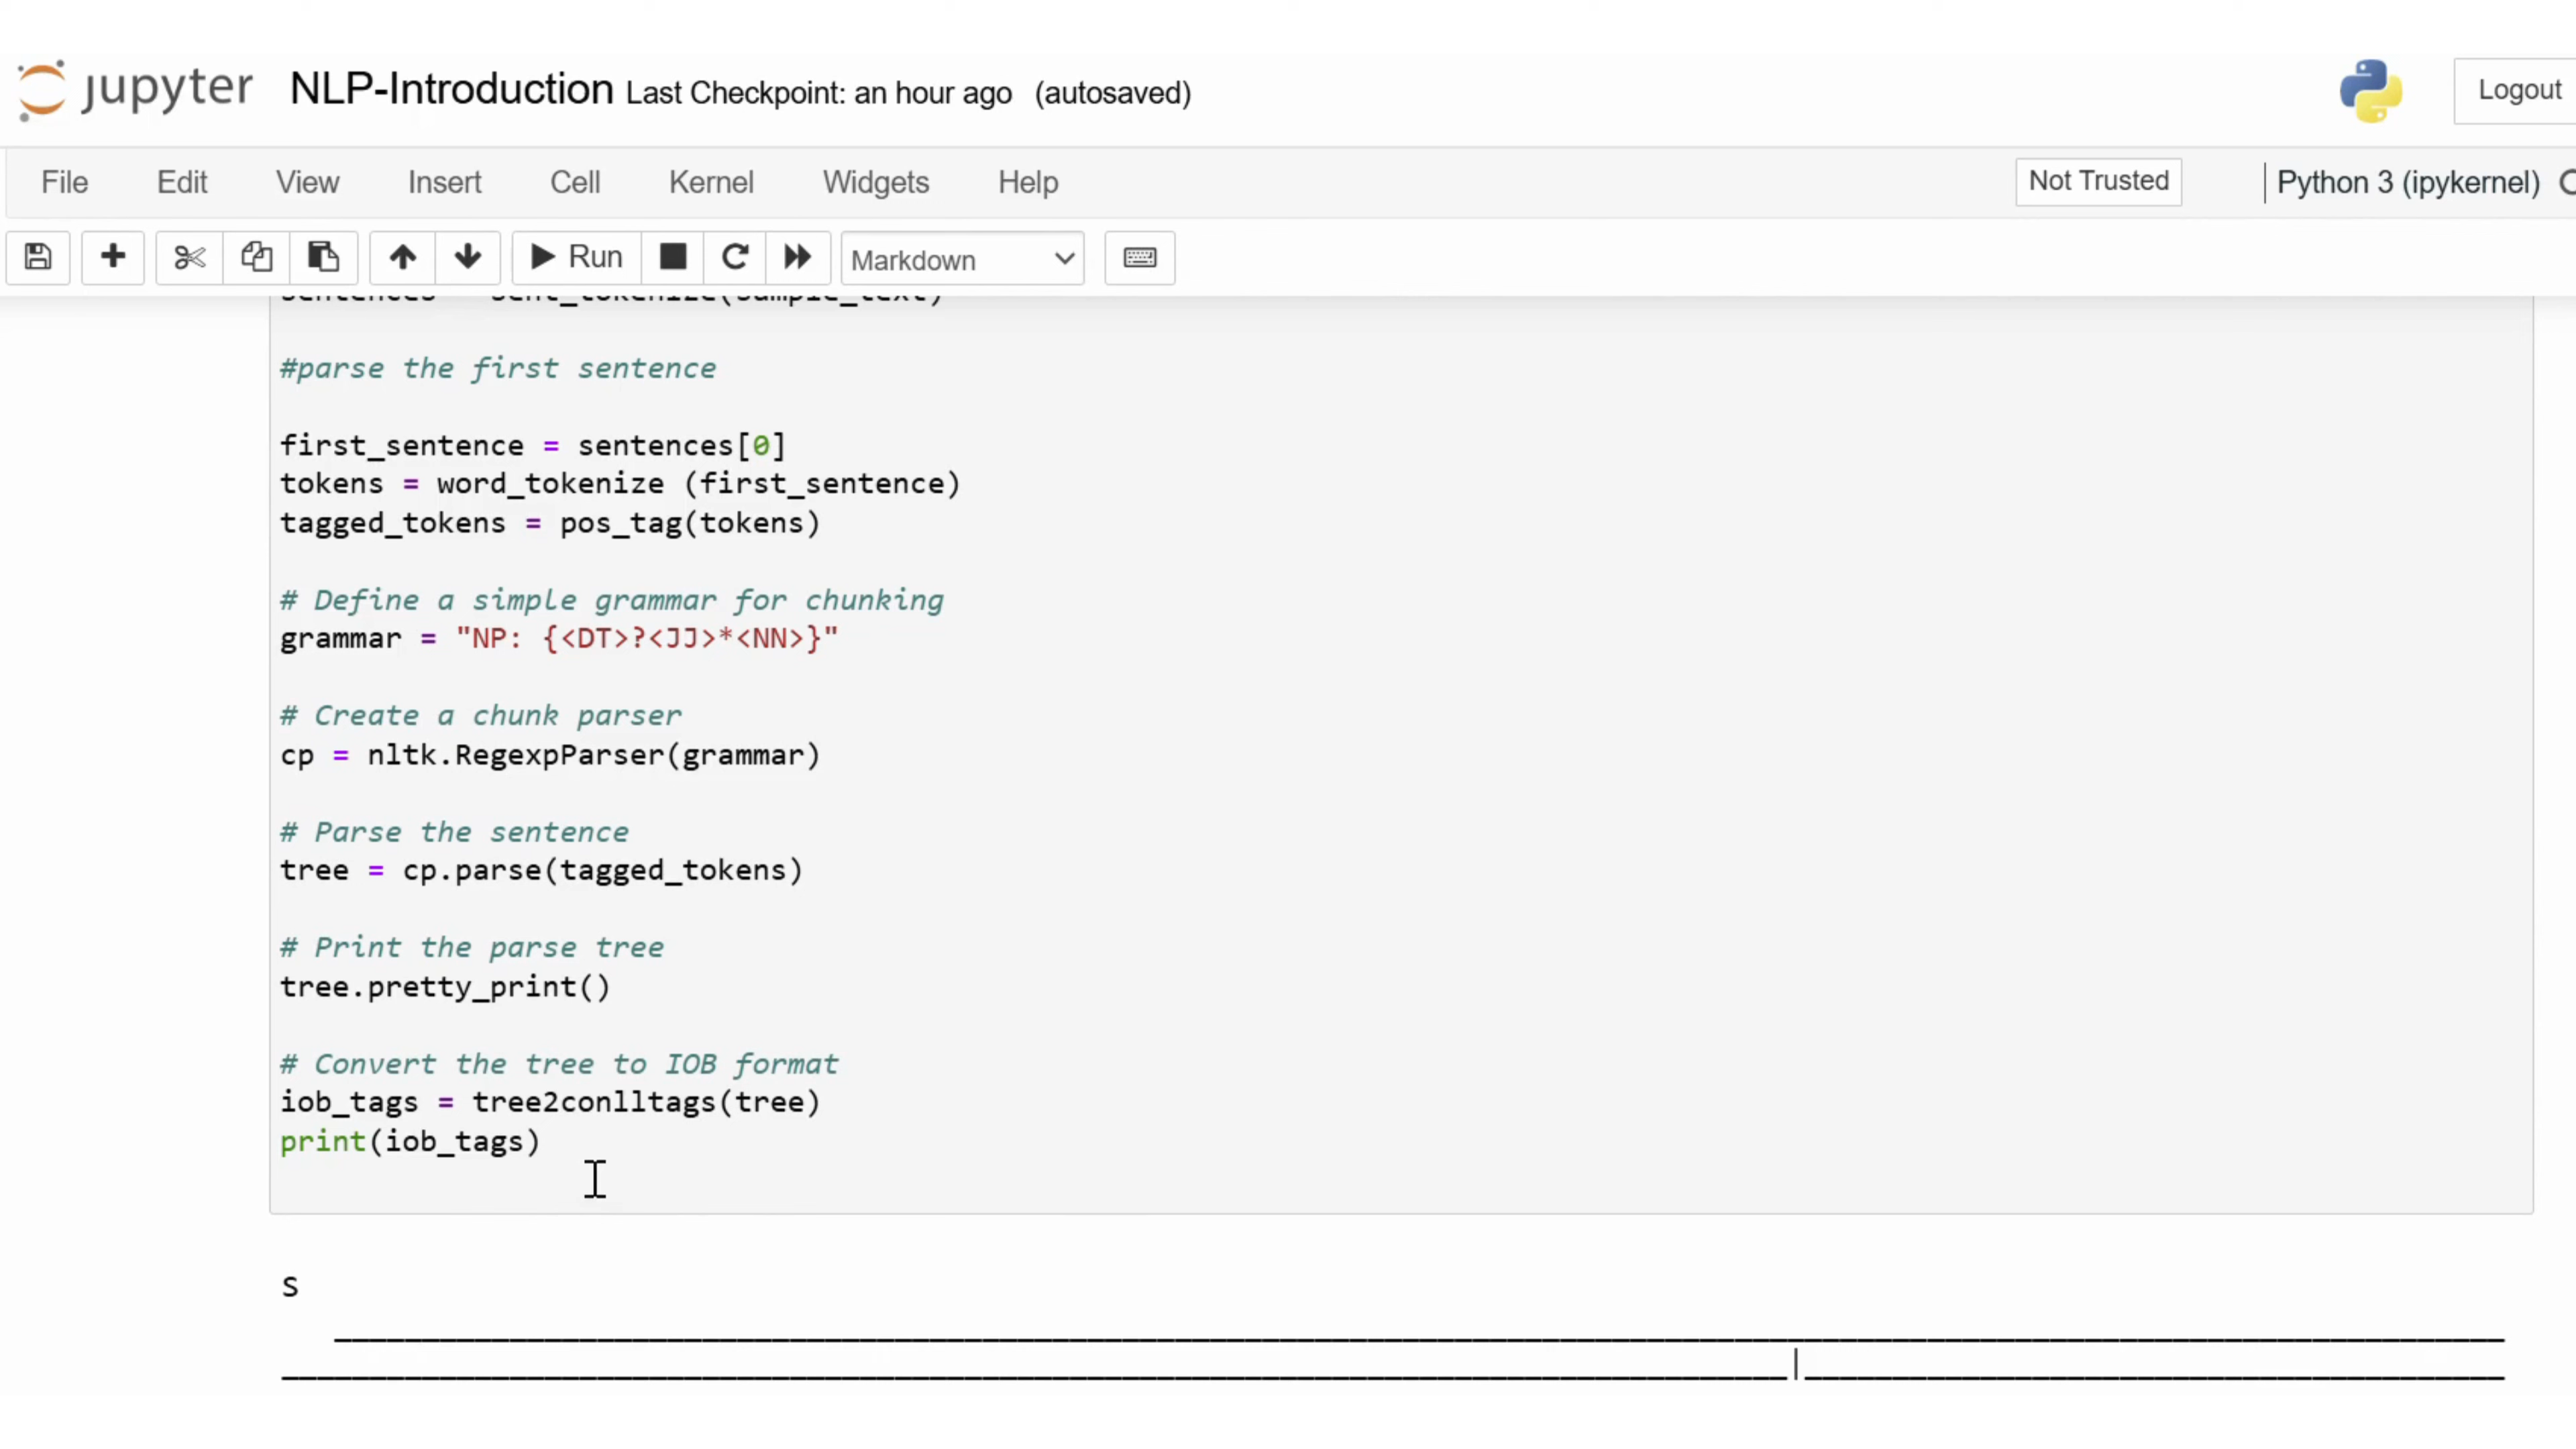 jupyter NLP-Introduction Last Checkpoint: an hour ago (autosaved) Logout
File Edit View Insert Cell Kernel Widgets Help Not Trusted Python 3 (ipykernel)
Run Markdown
sentences = sent_tokenize(sample_text)
#parse the first sentence
first_sentence = sentences[0]
tokens = word_tokenize (first_sentence)
tagged_tokens = pos_tag(tokens)
# Define a simple grammar for chunking
grammar = "NP: {<DT>?<JJ>*<NN>}"
# Create a chunk parser
cp = nltk.RegexpParser(grammar)
# Parse the sentence
tree = cp.parse(tagged_tokens)
# Print the parse tree
tree.pretty_print()
# Convert the tree to IOB format
iob_tags = tree2conlltags(tree)
print(iob_tags)
S